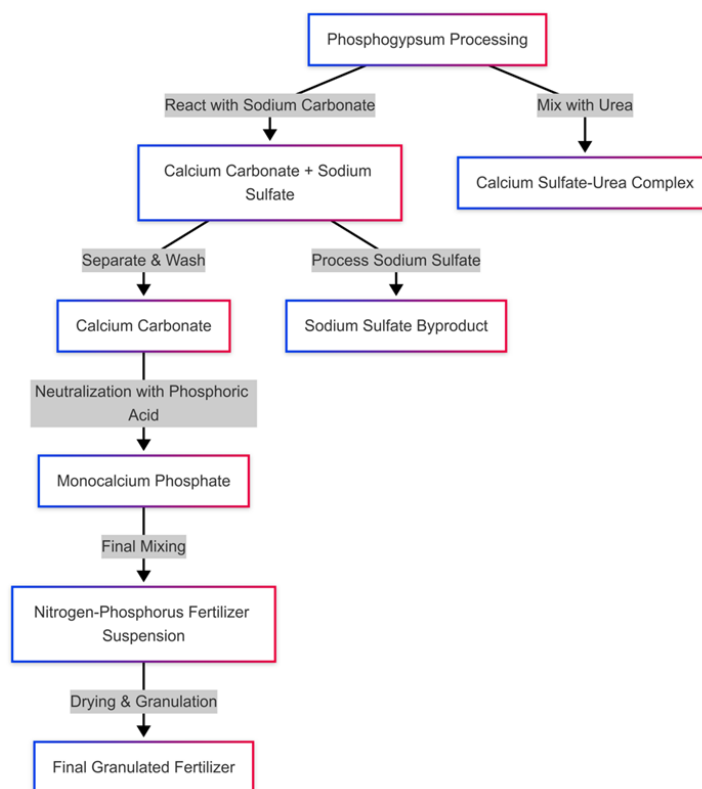 Phosphogypsum Processing
React with Sodium Carbonate
Mix with Urea
Calcium Carbonate + Sodium
Sulfate
Calcium Sulfate-Urea Complex
Separate & Wash
Process Sodium Sulfate
Calcium Carbonate
Sodium Sulfate Byproduct
Neutralization with Phosphoric
Acid
Monocalcium Phosphate
Final Mixing
Nitrogen-Phosphorus Fertilizer
Suspension
Drying & Granulation
Final Granulated Fertilizer